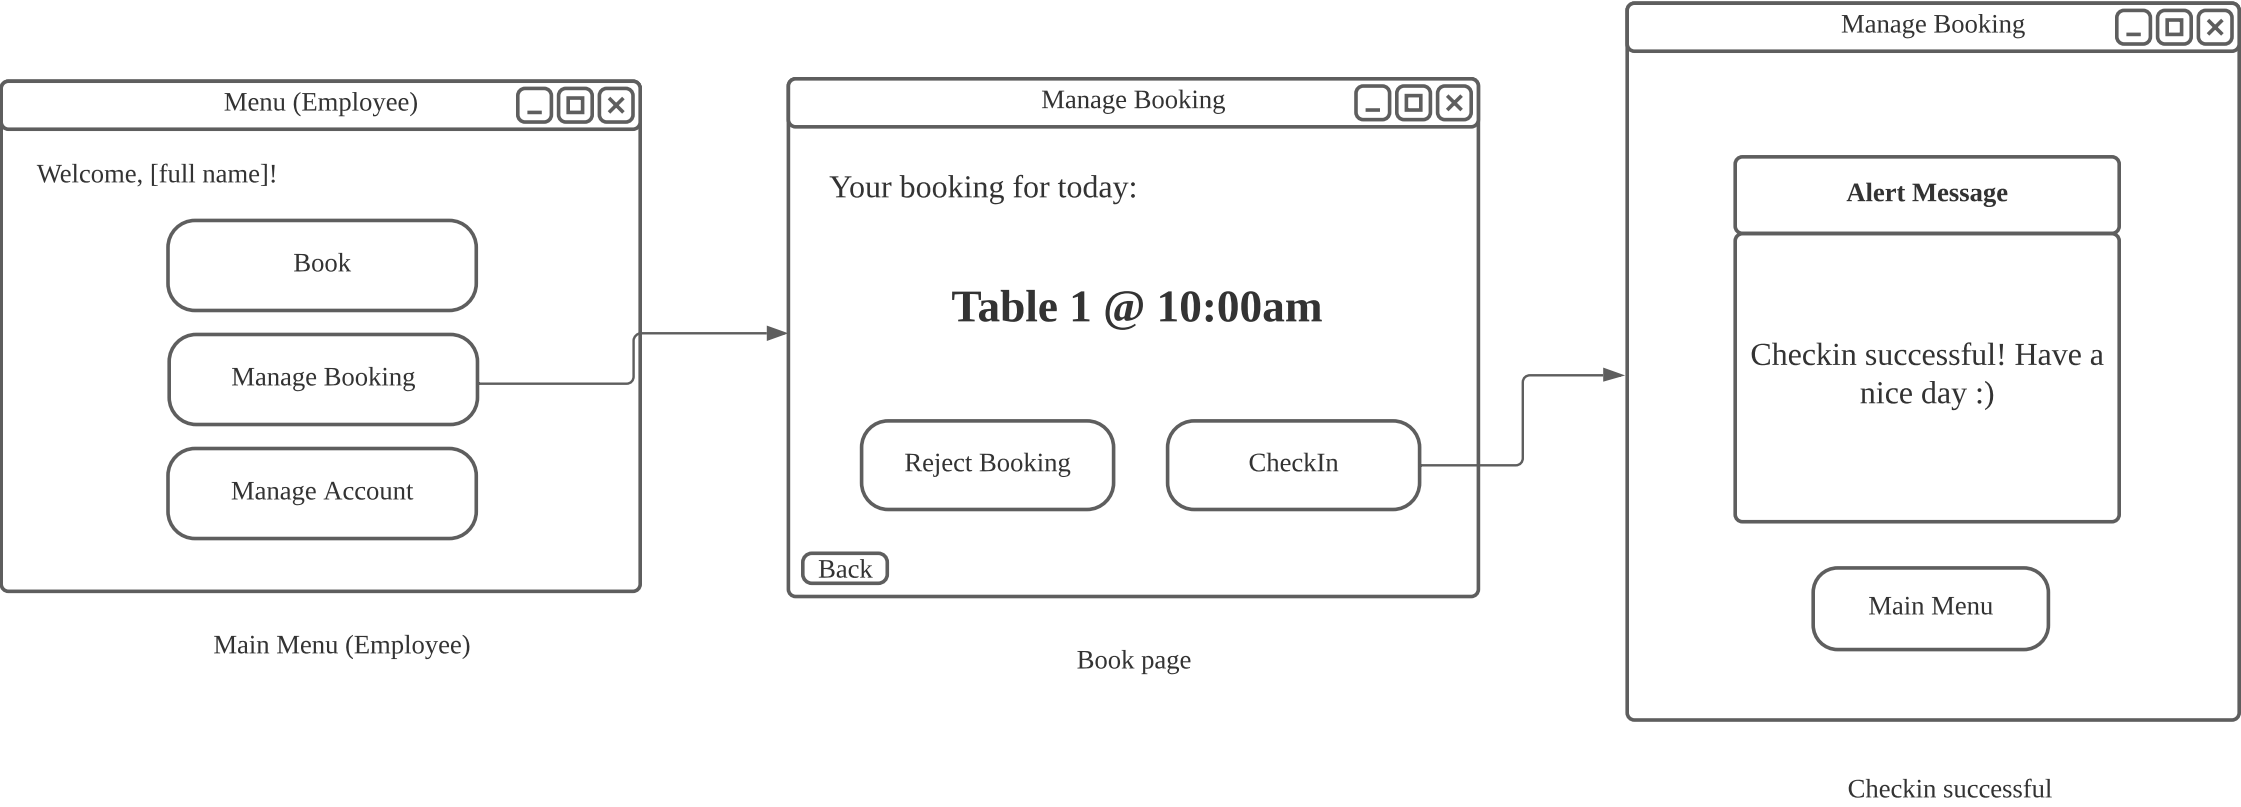 Menu (Employee)
Welcome, [full name]!
Book
Manage Booking
Manage Account
Main Menu (Employee)
Manage Booking
Your booking for today:
Table 1 @ 10:00am
Reject Booking
CheckIn
Back
Book page
Manage Booking
Alert Message
Checkin successful! Have a
nice day :)
Main Menu
Checkin successful